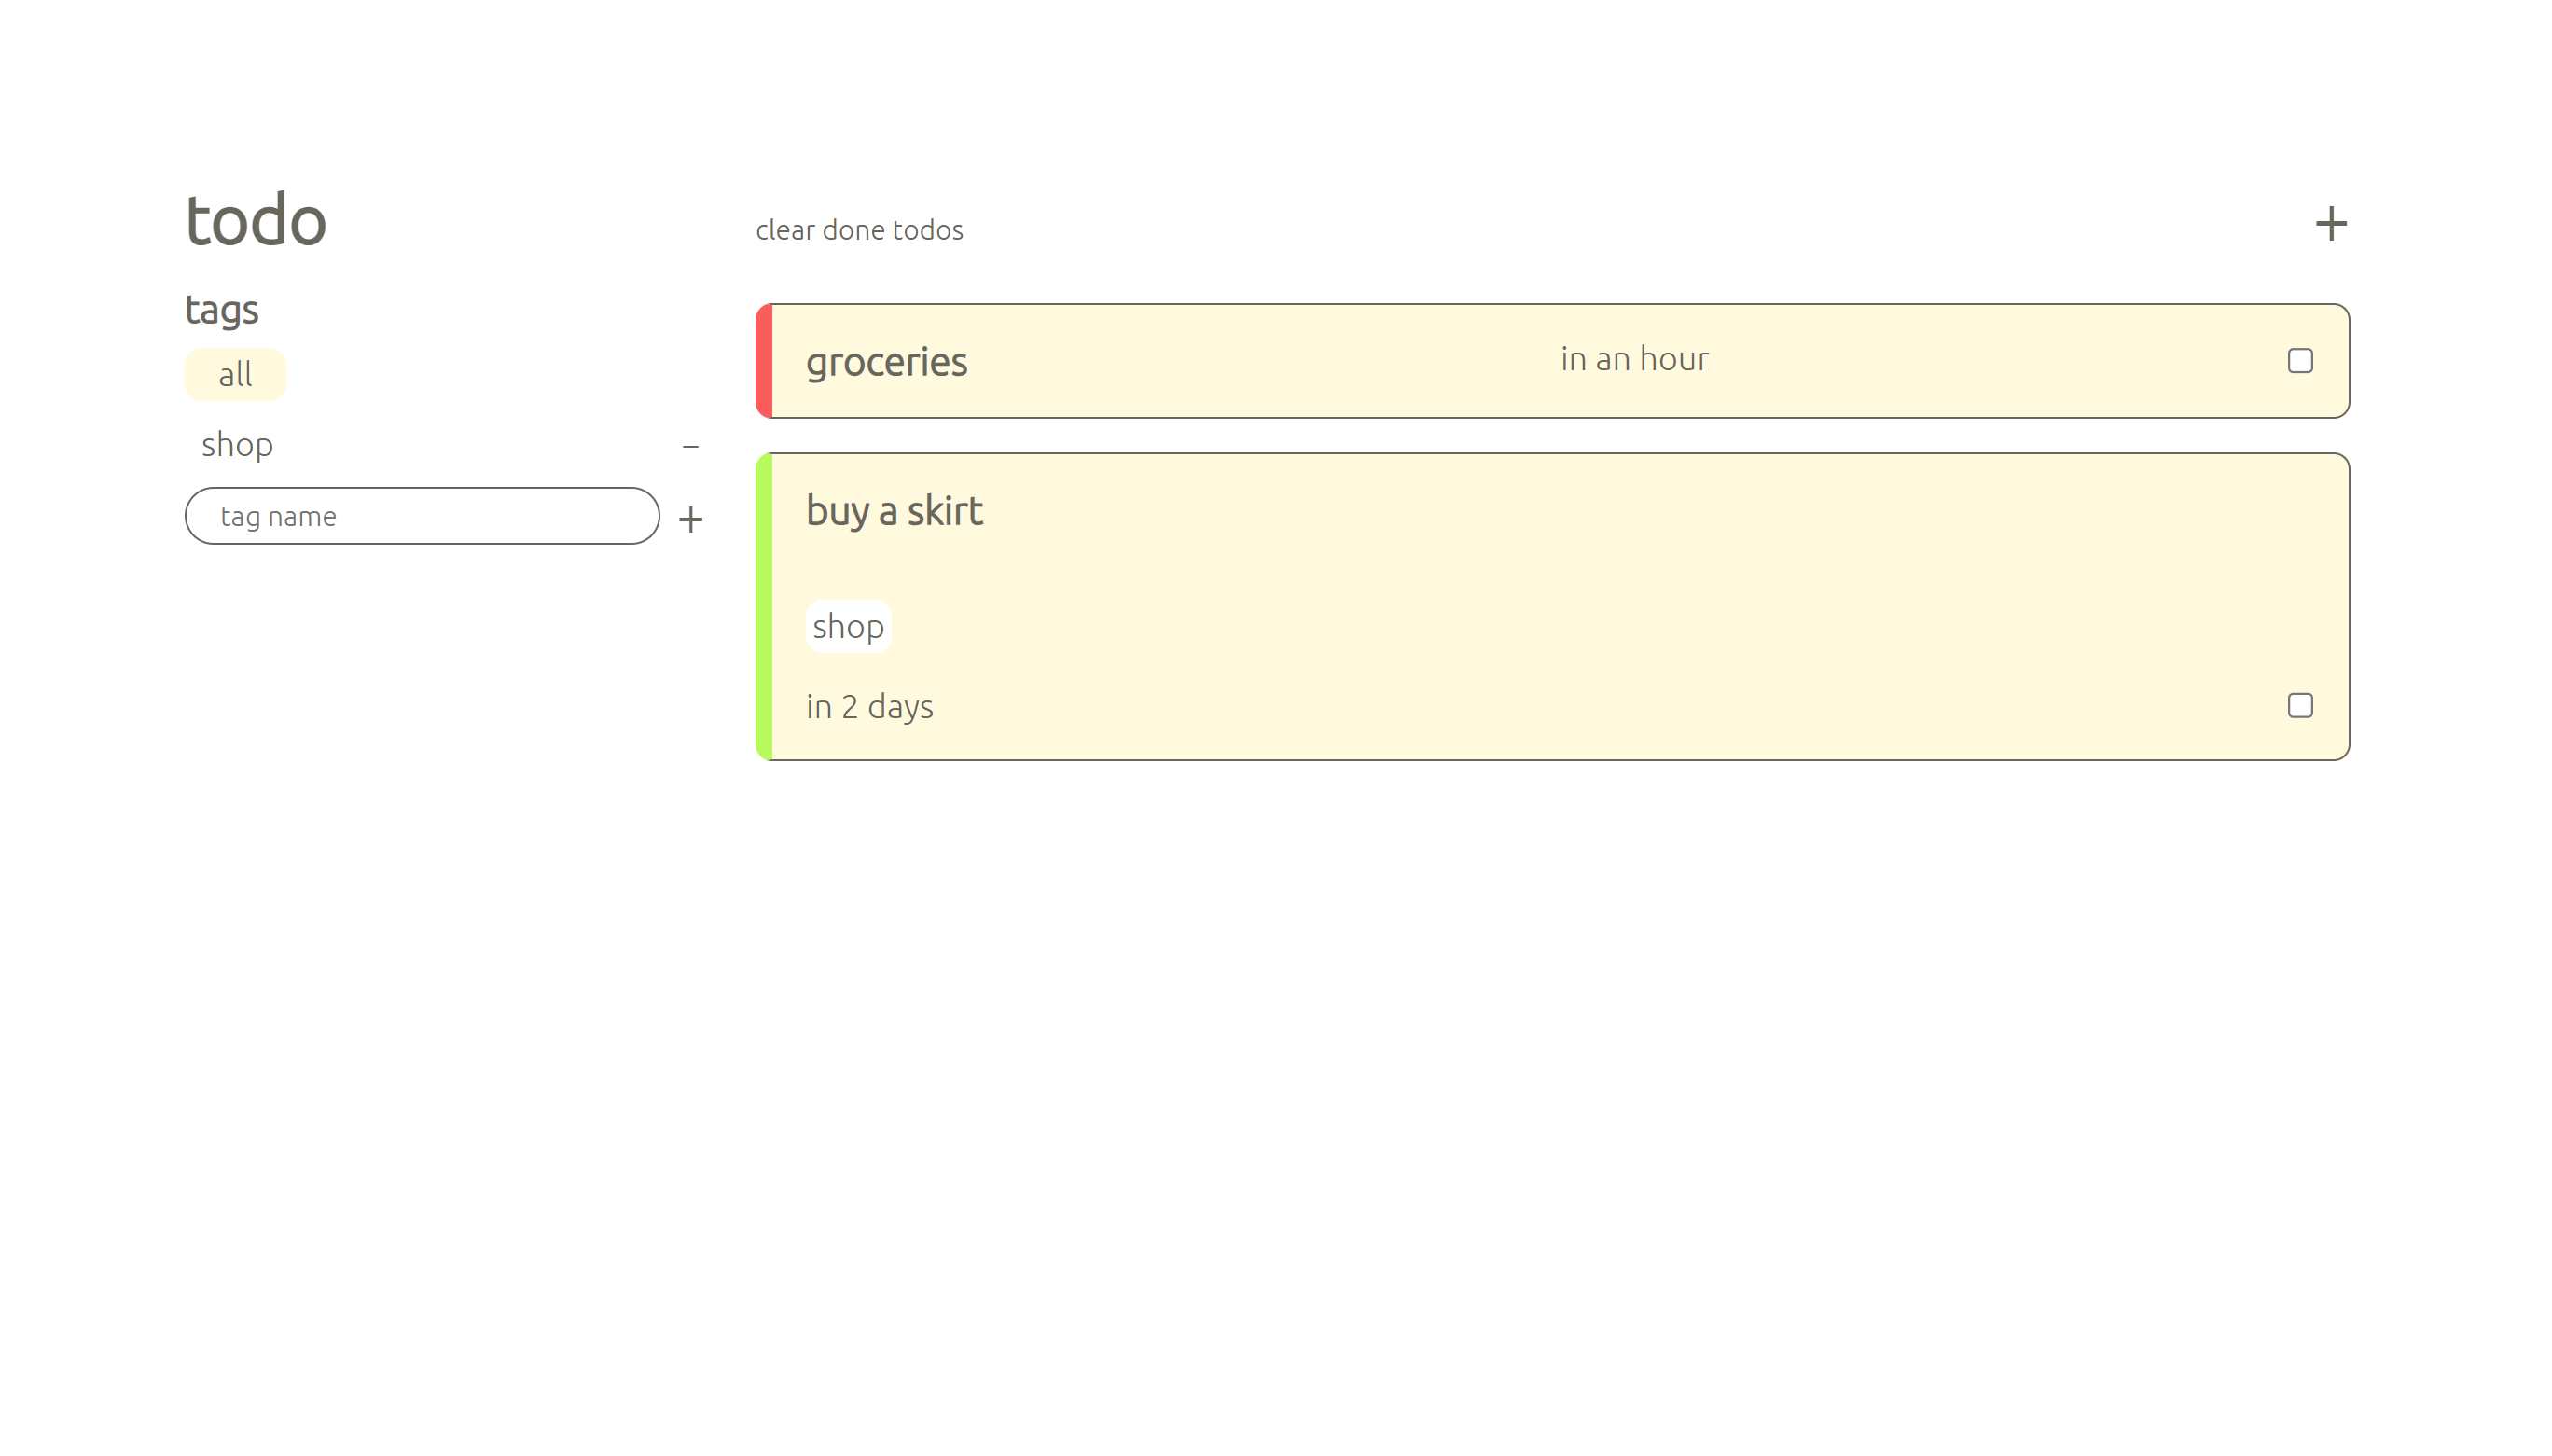 todo
tags
all
shop
–
tag name
+
clear done todos
+
groceries
in an hour
buy a skirt
shop
in 2 days